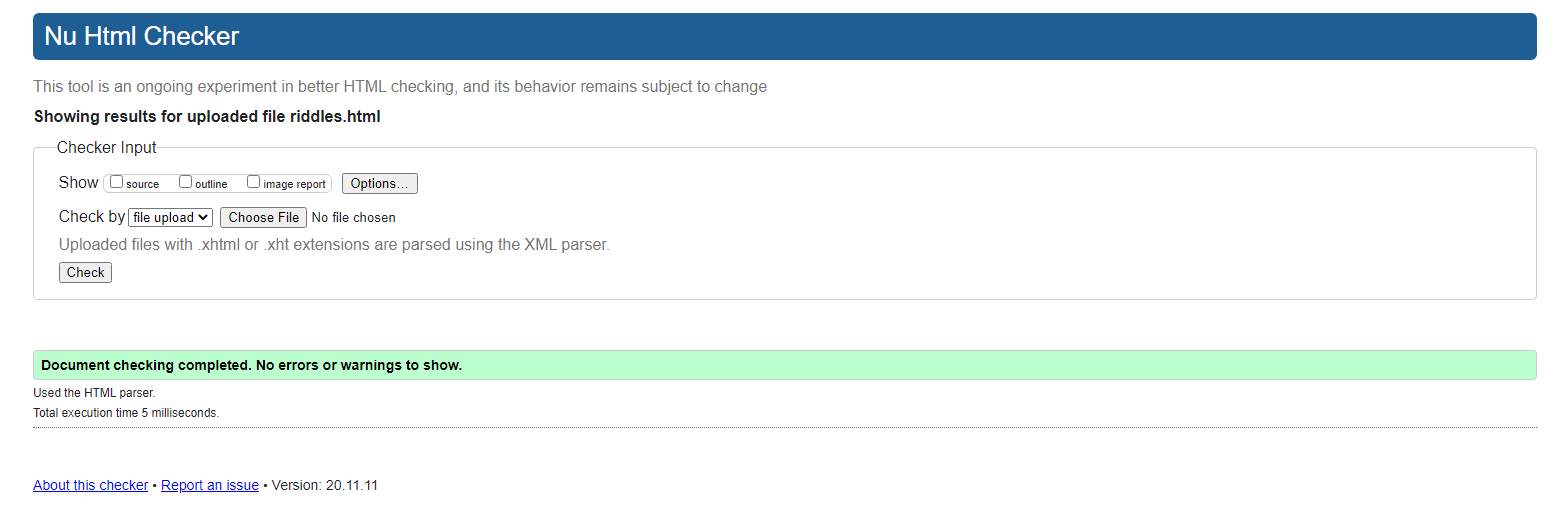 Nu Html Checker
This tool is an ongoing experiment in better HTML checking, and its behavior remains subject to change
Showing results for uploaded file riddles.html
Checker Input
Show source outline image report Options...
Check by file upload Choose File No file chosen
Uploaded files with .xhtml or .xht extensions are parsed using the XML parser.
Check
Document checking completed. No errors or warnings to show.
Used the HTML parser.
Total execution time 5 milliseconds.
About this checker • Report an issue • Version: 20.11.11